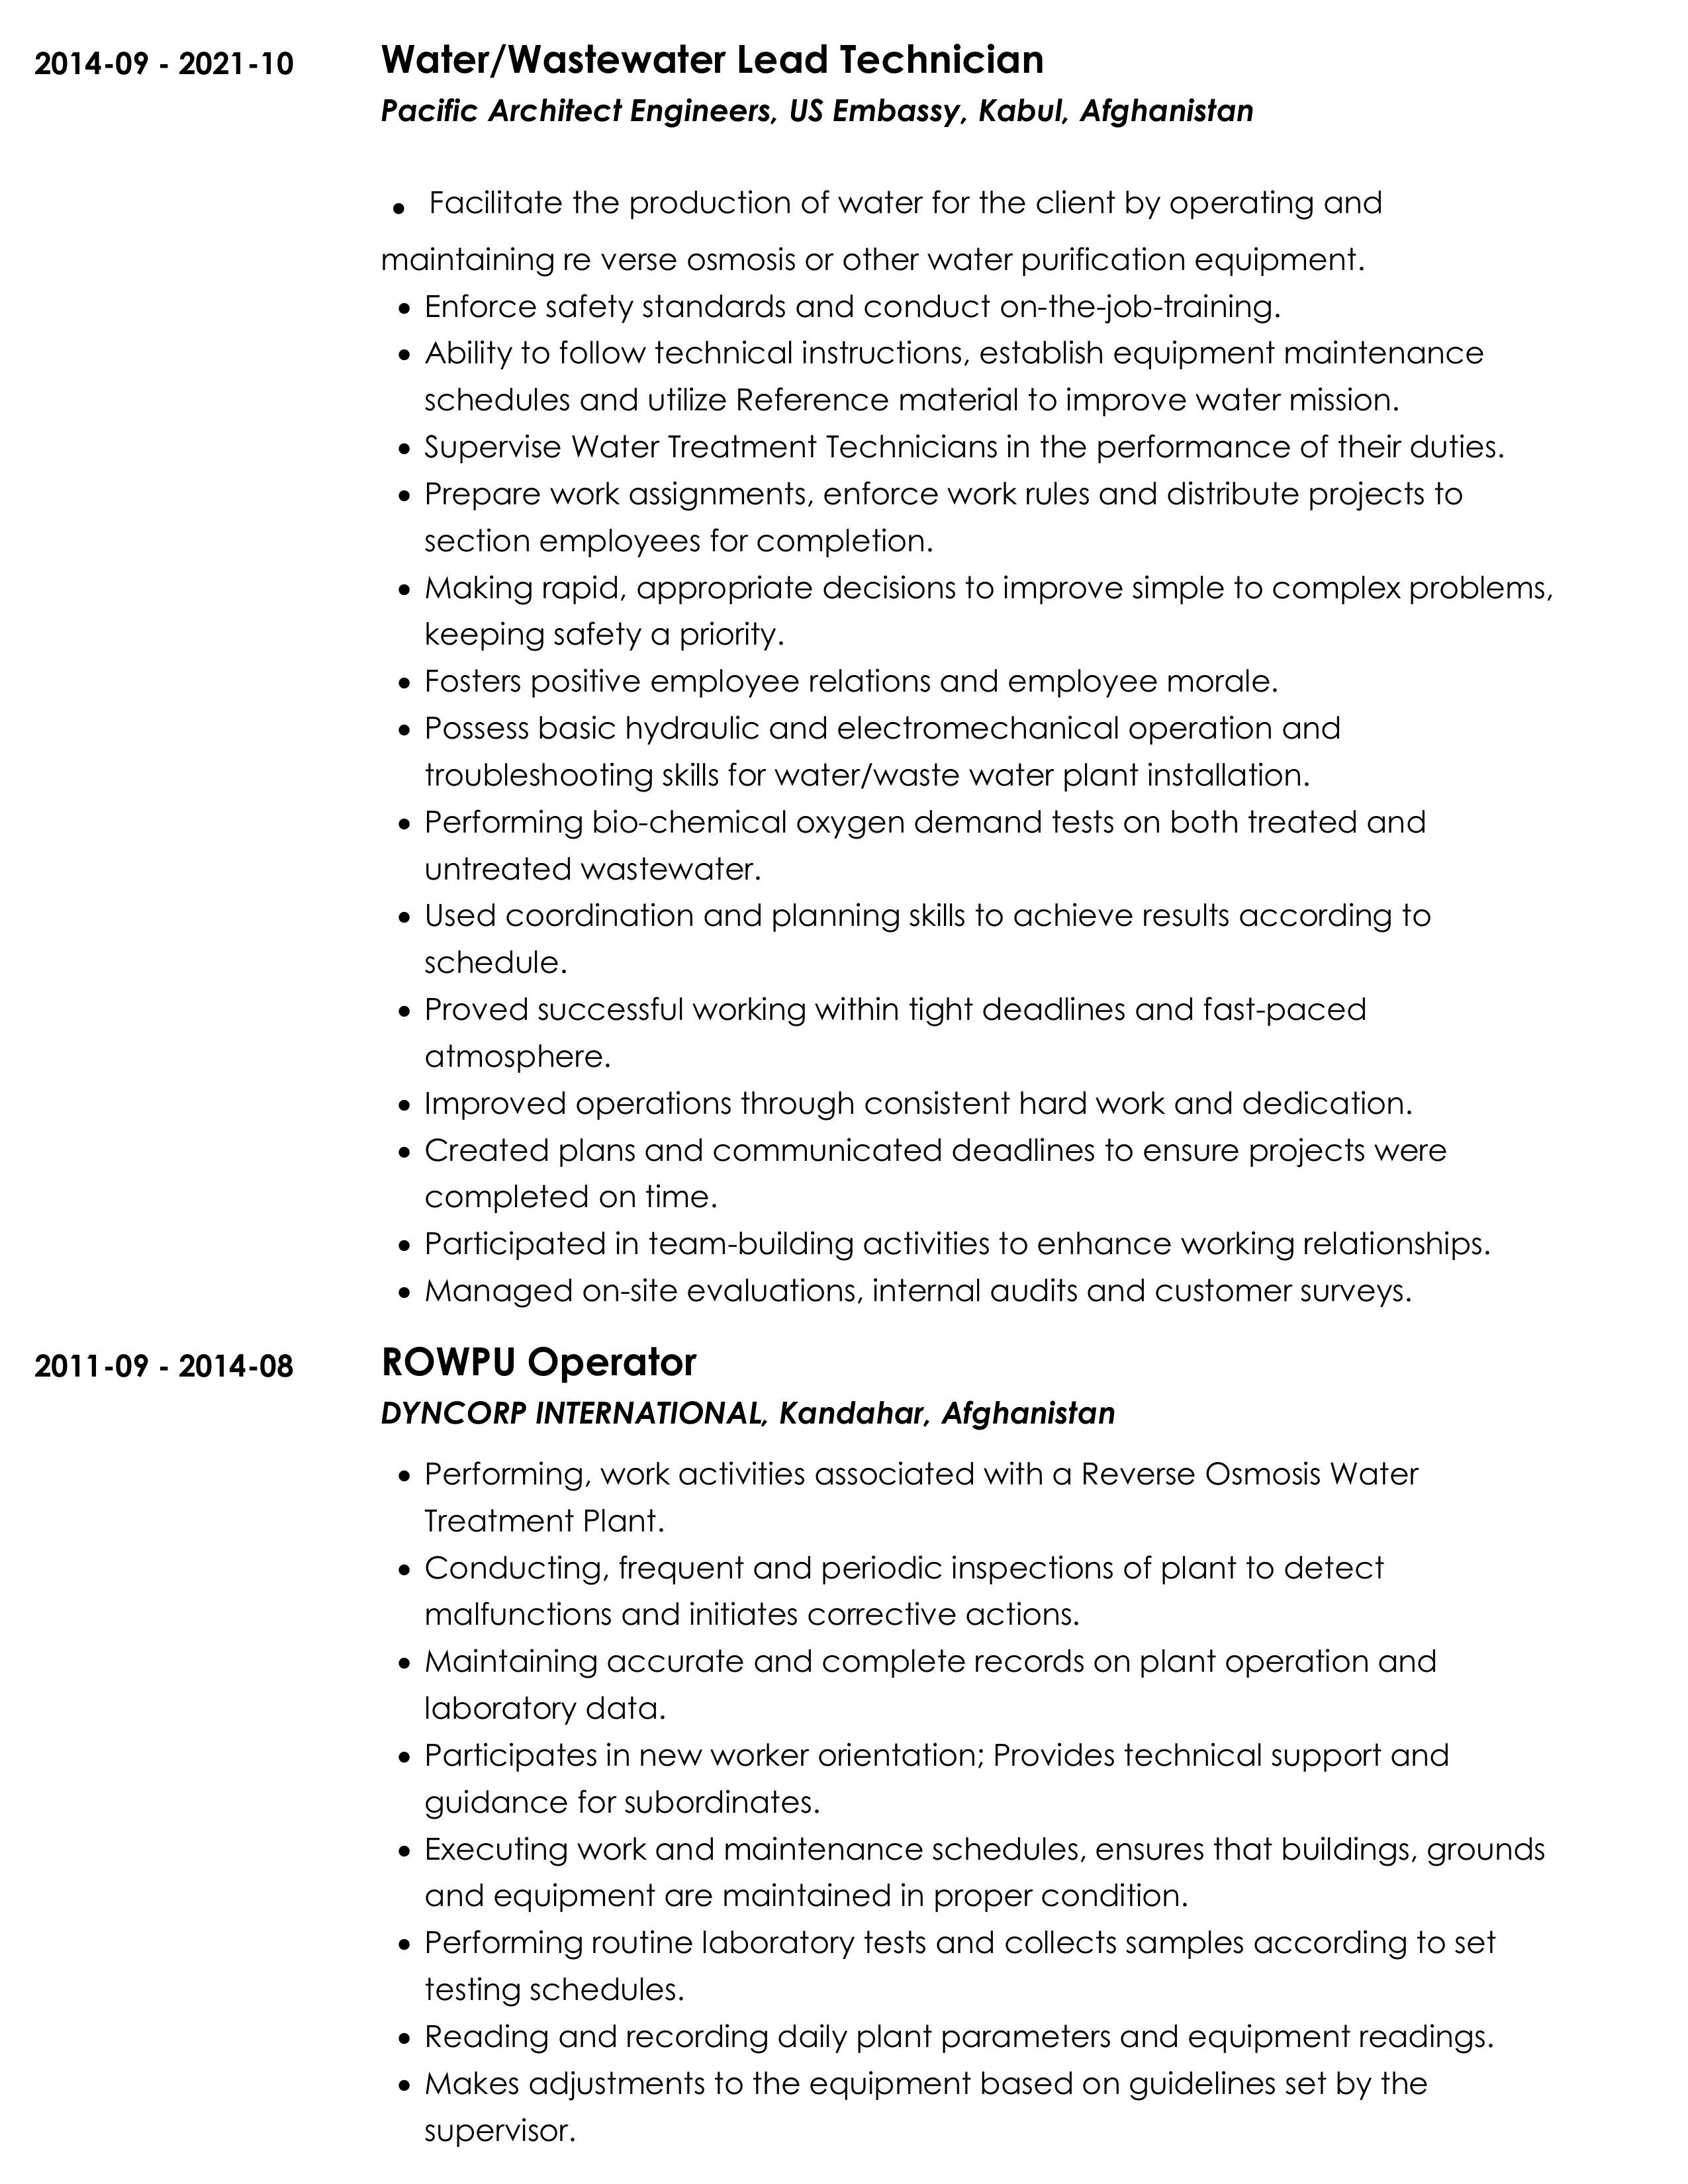 2014-09 - 2021-10
Water/Wastewater Lead Technician
Pacific Architect Engineers, US Embassy, Kabul, Afghanistan
• Facilitate the production of water for the client by operating and
maintaining re verse osmosis or other water purification equipment.
• Enforce safety standards and conduct on-the-job-training.
• Ability to follow technical instructions, establish equipment maintenance
schedules and utilize Reference material to improve water mission.
• Supervise Water Treatment Technicians in the performance of their duties.
• Prepare work assignments, enforce work rules and distribute projects to
section employees for completion.
• Making rapid, appropriate decisions to improve simple to complex problems,
keeping safety a priority.
• Fosters positive employee relations and employee morale.
• Possess basic hydraulic and electromechanical operation and
troubleshooting skills for water/waste water plant installation.
• Performing bio-chemical oxygen demand tests on both treated and
untreated wastewater.
• Used coordination and planning skills to achieve results according to
schedule.
• Proved successful working within tight deadlines and fast-paced
atmosphere.
• Improved operations through consistent hard work and dedication.
• Created plans and communicated deadlines to ensure projects were
completed on time.
• Participated in team-building activities to enhance working relationships.
• Managed on-site evaluations, internal audits and customer surveys.
2011-09 - 2014-08
ROWPU Operator
DYNCORP INTERNATIONAL, Kandahar, Afghanistan
• Performing, work activities associated with a Reverse Osmosis Water
Treatment Plant.
• Conducting, frequent and periodic inspections of plant to detect
malfunctions and initiates corrective actions.
• Maintaining accurate and complete records on plant operation and
laboratory data.
• Participates in new worker orientation; Provides technical support and
guidance for subordinates.
• Executing work and maintenance schedules, ensures that buildings, grounds
and equipment are maintained in proper condition.
• Performing routine laboratory tests and collects samples according to set
testing schedules.
• Reading and recording daily plant parameters and equipment readings.
• Makes adjustments to the equipment based on guidelines set by the
supervisor.